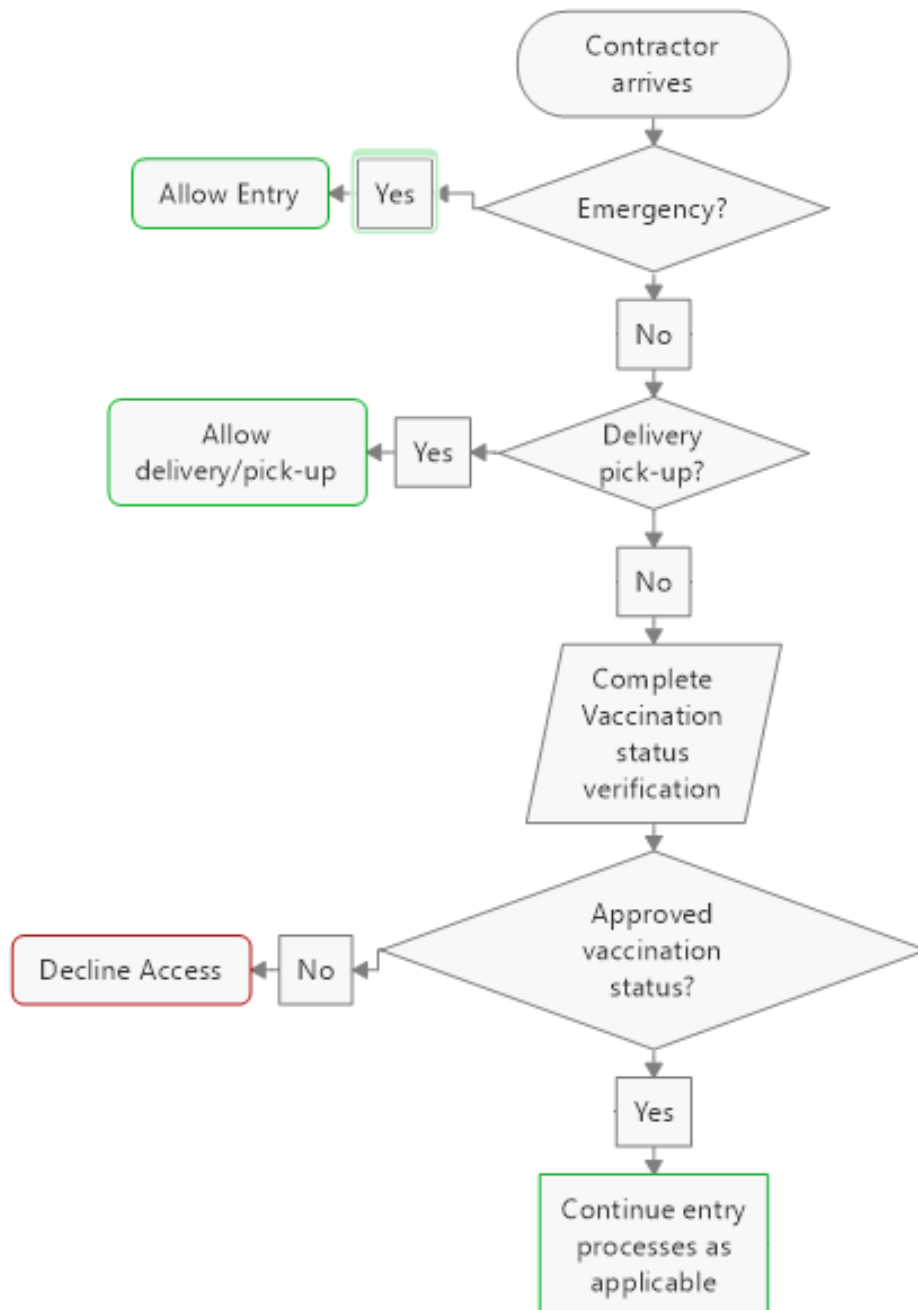 Contractor
arrives
Emergency?
Yes
Allow Entry
No
Delivery
pick-up?
Yes
Allow
delivery/pick-up
No
Complete
Vaccination
status
verification
Approved
vaccination
status?
No
Decline Access
Yes
Continue entry
processes as
applicable